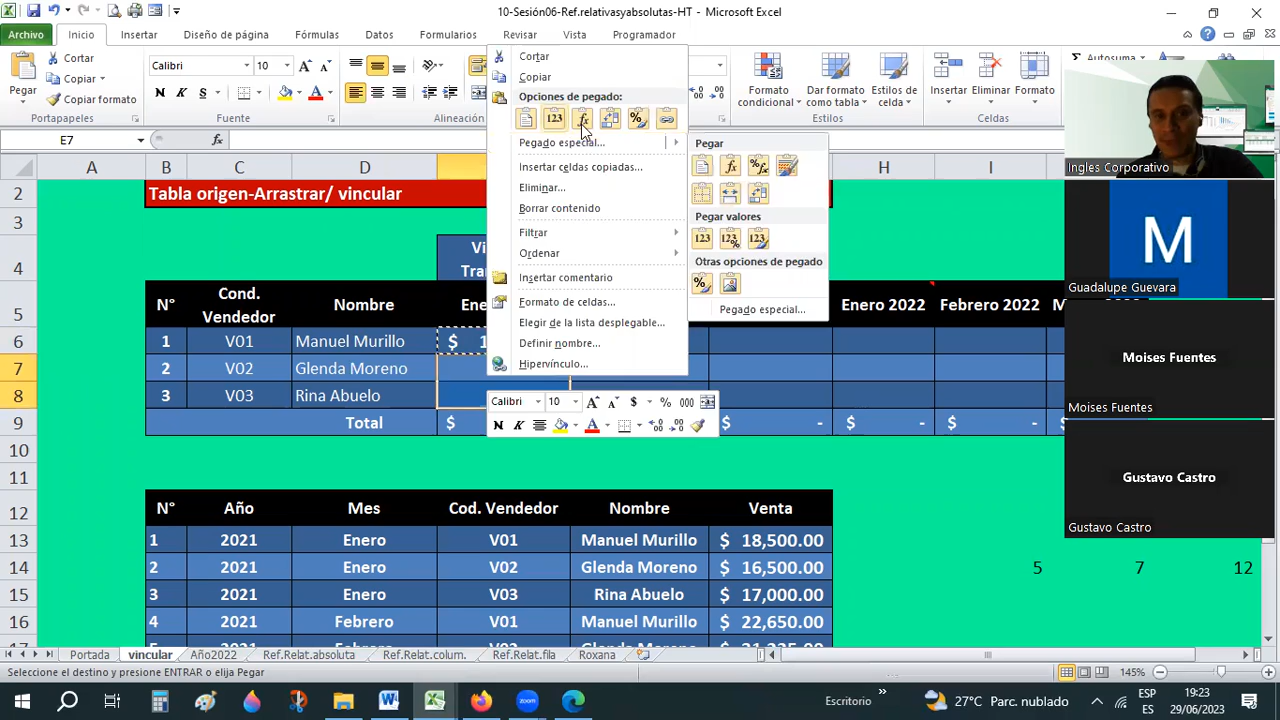 10-Sesión06-Ref.relativasyabsolutas-HT - Microsoft Excel
Archivo Inicio Insertar Diseño de página Fórmulas Datos Formularios Revisar Vista Programador
Pegar
Cortar
Copiar
Copiar formato
Portapapeles
Calibri 10
N K S
Fuente
Alineación
Formato condicional
Dar formato como tabla
Estilos de celda
Estilos
Insertar Eliminar Formato
Celdas
Autosuma
E7
Cortar
Copiar
Opciones de pegado:
Pegado especial...
Insertar celdas copiadas...
Eliminar...
Borrar contenido
Filtrar
Ordenar
Insertar comentario
Formato de celdas...
Elegir de la lista desplegable...
Definir nombre...
Hipervínculo...
Pegar
Pegar valores
Otras opciones de pegado
Pegado especial...
Calibri 10 $ % 000
N K
A B C D H I
2 Tabla origen-Arrastrar/ vincular
3
4
5 N° Cond. Vendedor Nombre Enero 2022 Febrero 2022
6 1 V01 Manuel Murillo $ 1
7 2 V02 Glenda Moreno
8 3 V03 Rina Abuelo
9 Total $ $ - $ - $ -
10
11
12 N° Año Mes Cod. Vendedor Nombre Venta
13 1 2021 Enero V01 Manuel Murillo $ 18,500.00
14 2 2021 Enero V02 Glenda Moreno $ 16,500.00 5 7 12
15 3 2021 Enero V03 Rina Abuelo $ 17,000.00
16 4 2021 Febrero V01 Manuel Murillo $ 22,650.00
Portada vincular Año2022 Ref.Relat.absoluta Ref.Relat.colum. Ref.Relat.fila Roxana
Seleccione el destino y presione ENTRAR o elija Pegar
145%
Ingles Corporativo
M
Guadalupe Guevara
Moises Fuentes
Moises Fuentes
Gustavo Castro
Gustavo Castro
Escritorio
27°C Parc. nublado
ESP
ES
19:23
29/06/2023